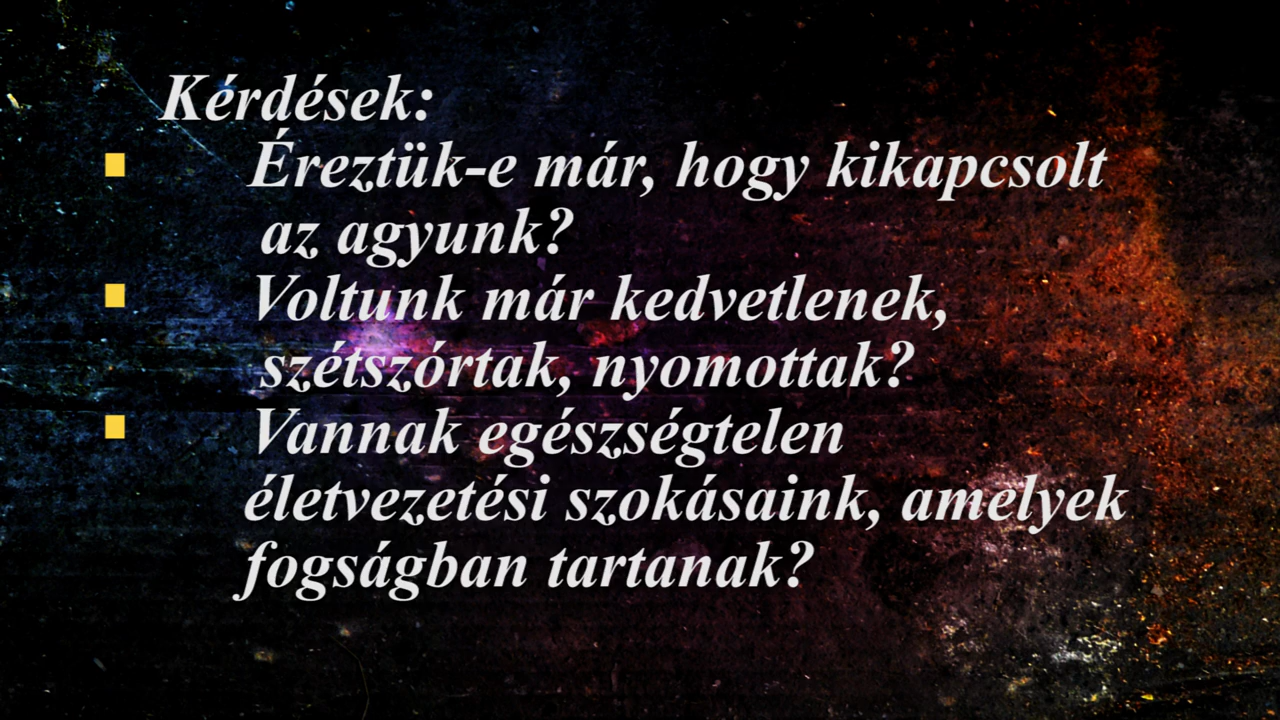 Kérdések:
▪ Éreztük-e már, hogy kikapcsolt
az agyunk?
▪ Voltunk már kedvetlenek,
szétszórtak, nyomottak?
▪ Vannak egészségtelen
életvezetési szokásaink, amelyek
fogságban tartanak?